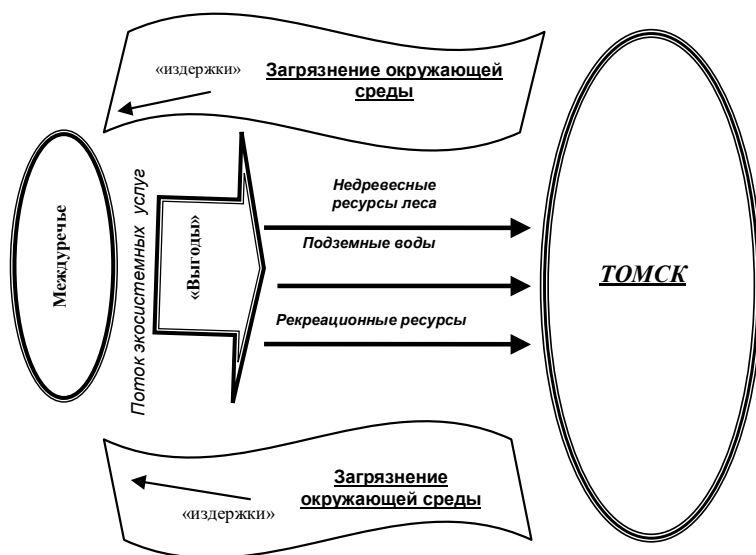 «издержки»
Загрязнение окружающей
среды
Междуречье
Поток экосистемных услуг
«Выгоды»
Недревесные
ресурсы леса
Подземные воды
Рекреационные ресурсы
ТОМСК
Загрязнение
окружающей среды
«издержки»